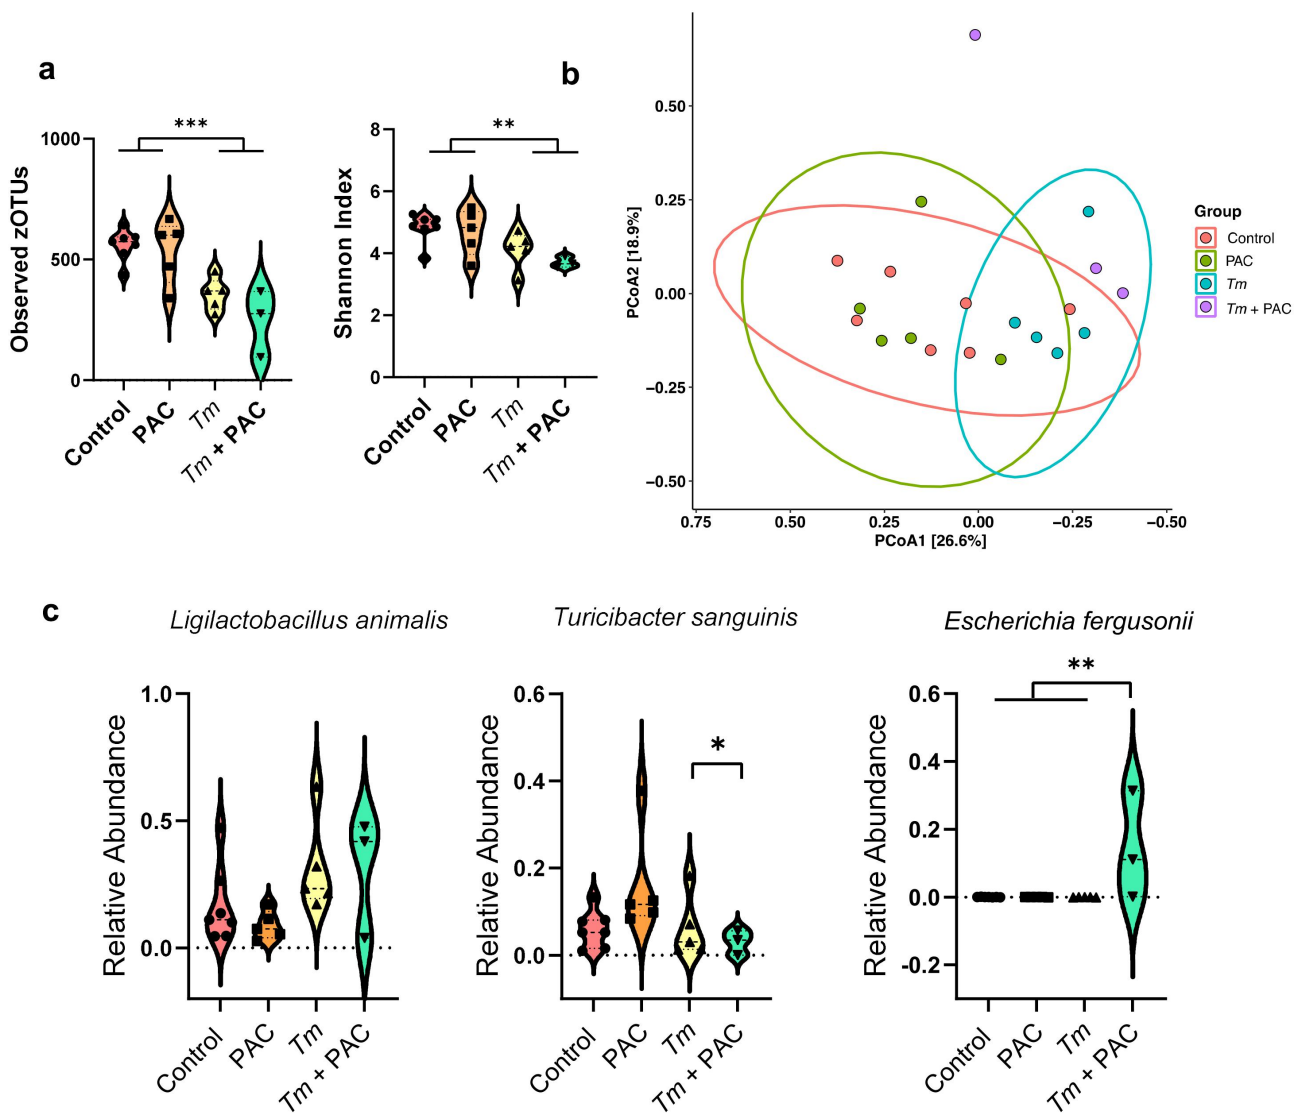 a
Observed zOTUs
1000
500
0
***
Control
PAC
Tm
Tm + PAC
Shannon Index
8
6
4
2
0
**
Control
PAC
Tm
Tm + PAC
b
PCoA2 [18.9%]
0.50
0.25
0.00
−0.25
−0.50
0.75 0.50 0.25 0.00 −0.25 −0.50
PCoA1 [26.6%]
Group
Control
PAC
Tm
Tm + PAC
c
Ligilactobacillus animalis
Relative Abundance
1.0
0.5
0.0
Control
PAC
Tm
Tm + PAC
Turicibacter sanguinis
Relative Abundance
0.6
0.4
0.2
0.0
*
Control
PAC
Tm
Tm + PAC
Escherichia fergusonii
Relative Abundance
0.6
0.4
0.2
0.0
-0.2
**
Control
PAC
Tm
Tm + PAC